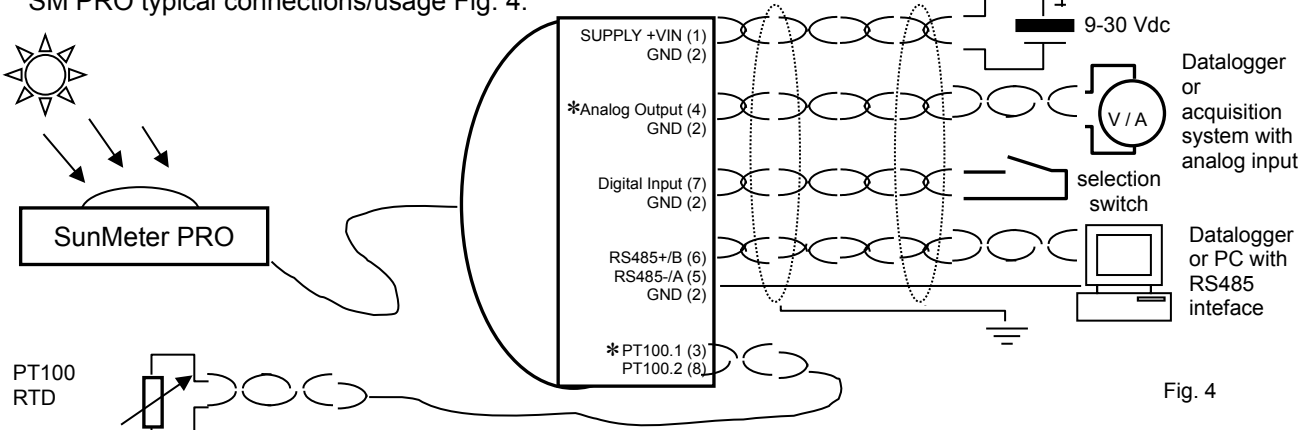 SM PRO typical connections/usage Fig. 4.
SUPPLY +VIN (1)
GND (2)
+
9-30 Vdc
*Analog Output (4)
GND (2)
V / A
Datalogger
or
acquisition
system with
analog input
Digital Input (7)
GND (2)
selection
switch
SunMeter PRO
RS485+/B (6)
RS485-/A (5)
GND (2)
Datalogger
or PC with
RS485
inteface
*PT100.1 (3)
PT100.2 (8)
PT100
RTD
Fig. 4